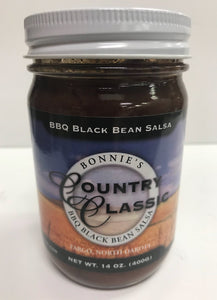 BBQ BLACK BEAN SALSA
BONNIE'S
COUNTRY
CLASSIC
BBQ BLACK BEAN SALSA
FARGO, NORTH DAKOTA
NET WT. 14 OZ. (400G)